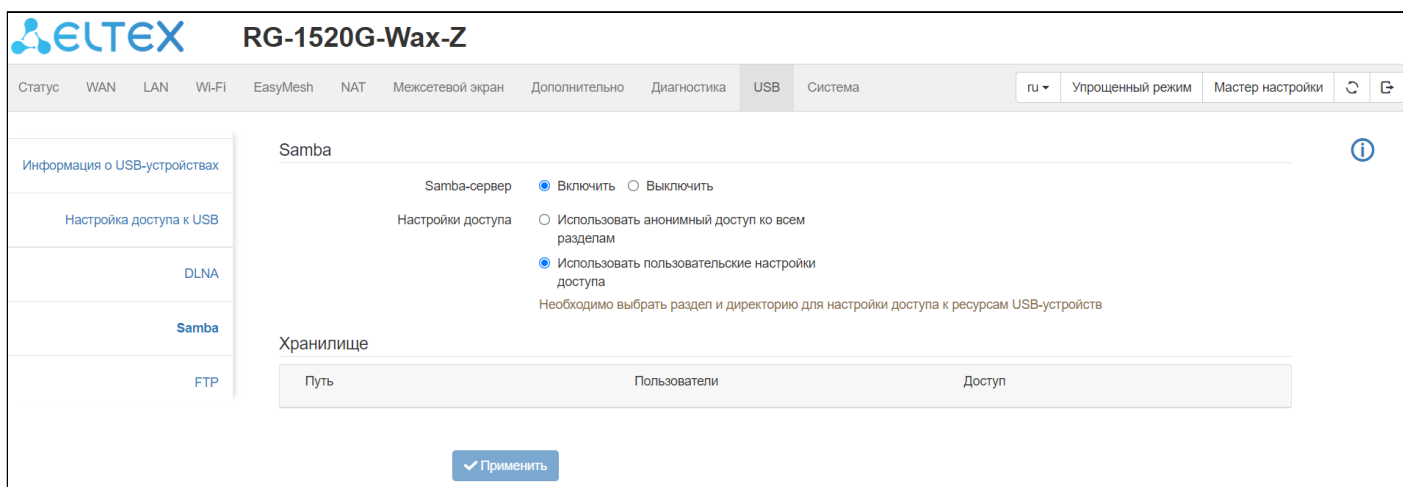 ELTEX RG-1520G-Wax-Z
Статус WAN LAN Wi-Fi EasyMesh NAT Межсетевой экран Дополнительно Диагностика USB Система ru Упрощенный режим Мастер настройки
Информация о USB-устройствах
Настройка доступа к USB
DLNA
Samba
FTP
Samba
Samba-сервер Включить Выключить
Настройки доступа Использовать анонимный доступ ко всем
разделам
Использовать пользовательские настройки
доступа
Необходимо выбрать раздел и директорию для настройки доступа к ресурсам USB-устройств
Хранилище
Путь Пользователи Доступ
Применить